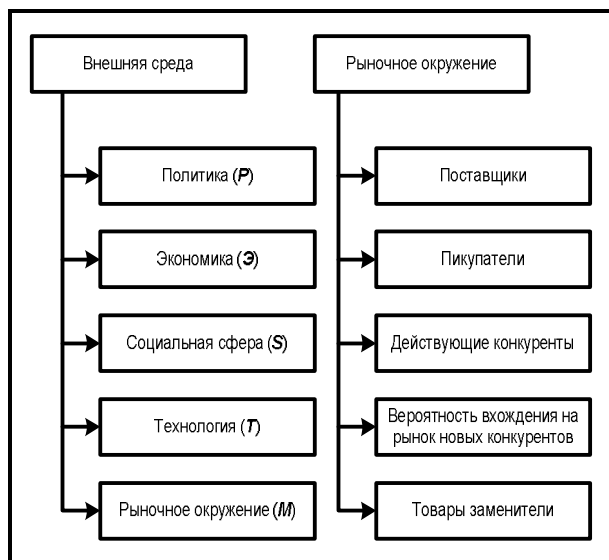 Внешняя среда
Политика (P)
Экономика (Э)
Социальная сфера (S)
Технология (T)
Рыночное окружение (M)
Рыночное окружение
Поставщики
Пикупатели
Действующие конкуренты
Вероятность вхождения на
рынок новых конкурентов
Товары заменители